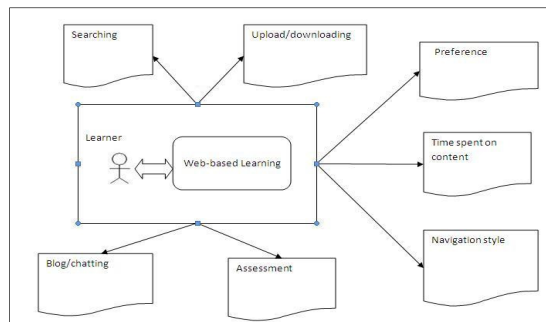 Searching
Upload/downloading
Preference
Learner
Web-based Learning
Time spent on
content
Navigation style
Blog/chatting
Assessment